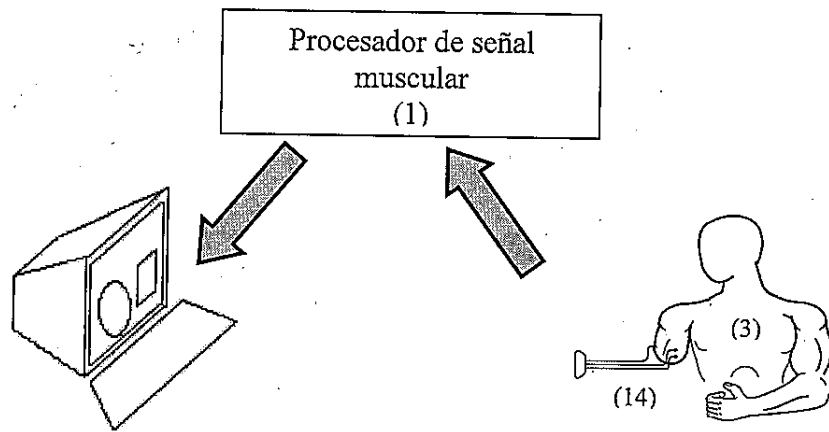 Procesador de señal
muscular
(1)
(3)
(14)